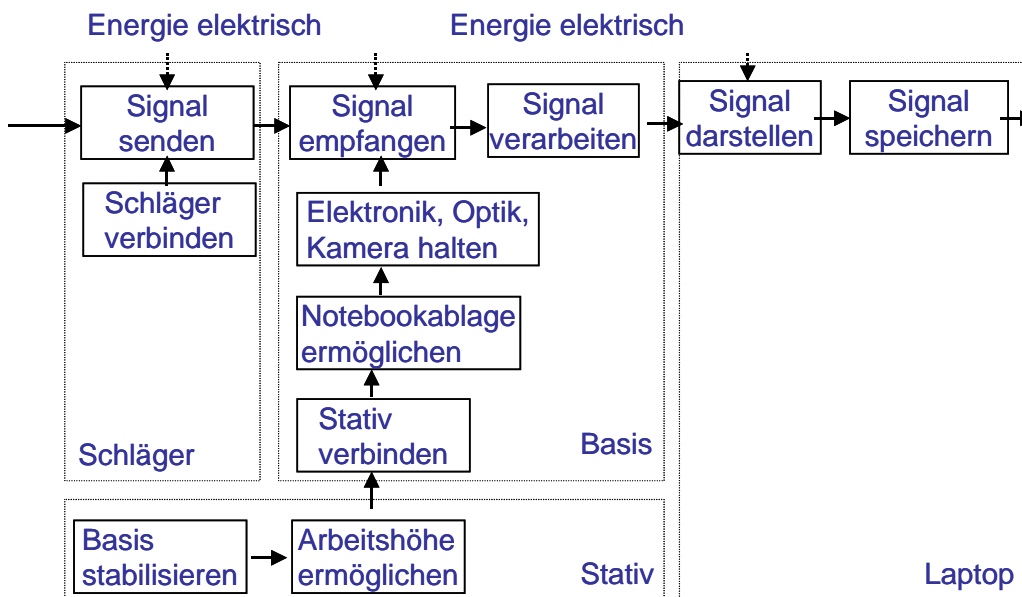 Energie elektrisch
Energie elektrisch
Signal
senden
Signal
empfangen
Signal
verarbeiten
Signal
darstellen
Signal
speichern
Schläger
verbinden
Elektronik, Optik,
Kamera halten
Notebookablage
ermöglichen
Stativ
verbinden
Schläger
Basis
Basis
stabilisieren
Arbeitshöhe
ermöglichen
Stativ
Laptop